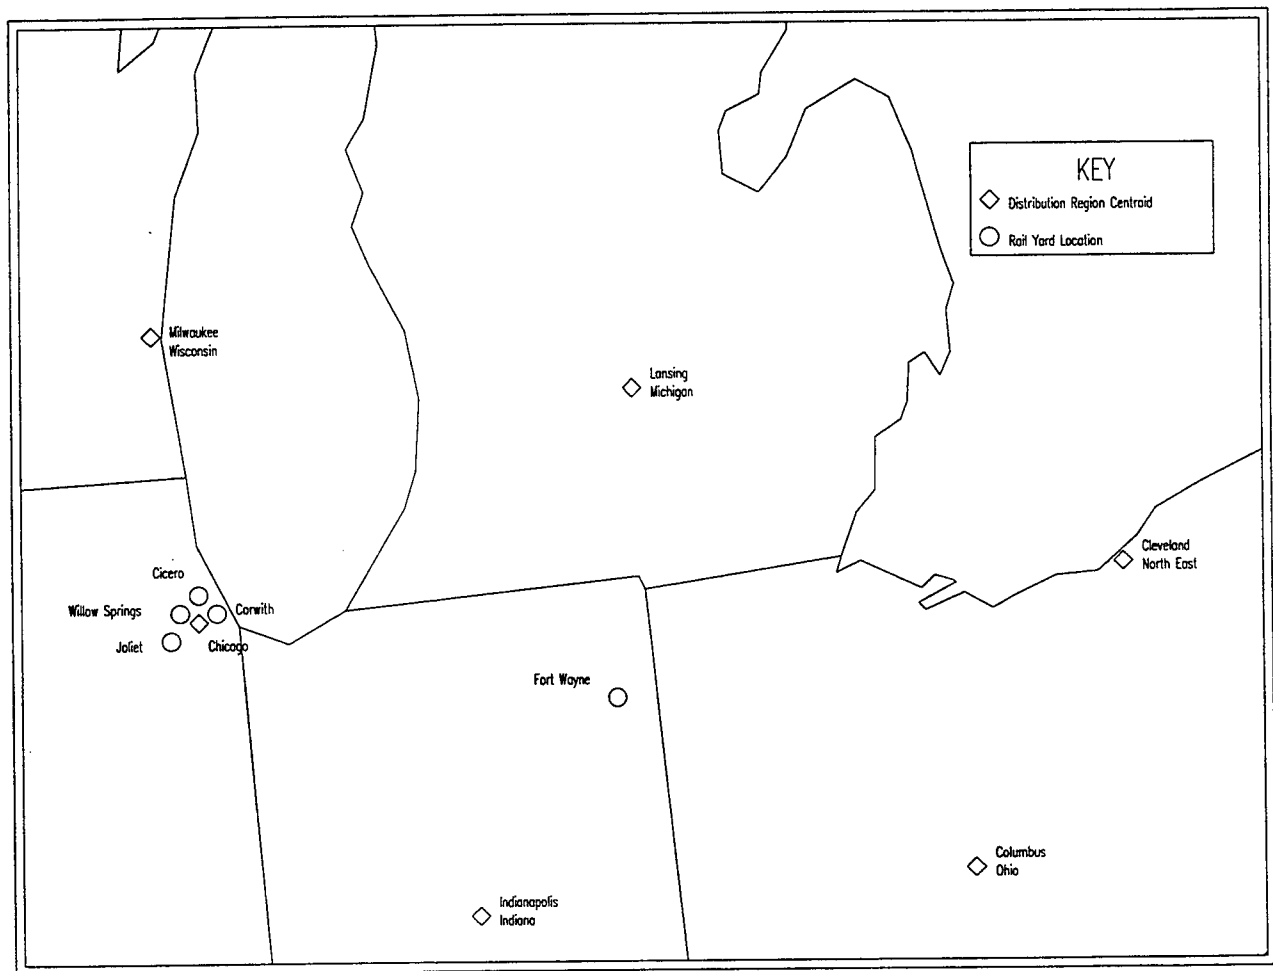 KEY
Distribution Region Centroid
Rail Yard Location
Milwaukee
Wisconsin
Lansing
Michigan
Cleveland
North East
Cicero
Willow Springs
Corwith
Joliet
Chicago
Fort Wayne
Columbus
Ohio
Indianapolis
Indiana